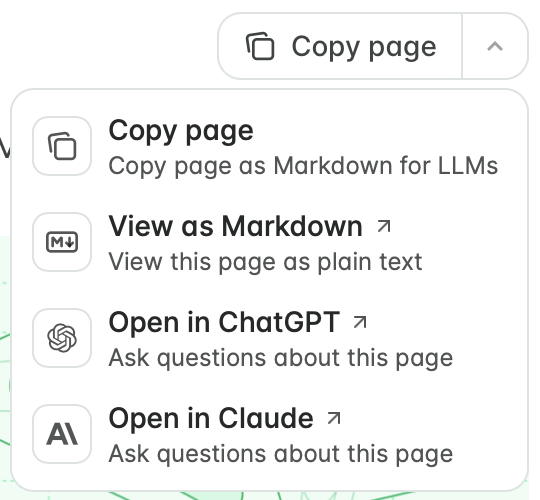 Copy page
Copy page
Copy page as Markdown for LLMs
View as Markdown
M
View this page as plain text
Open in ChatGPT
Ask questions about this page
A\
Open in Claude
Ask questions about this page